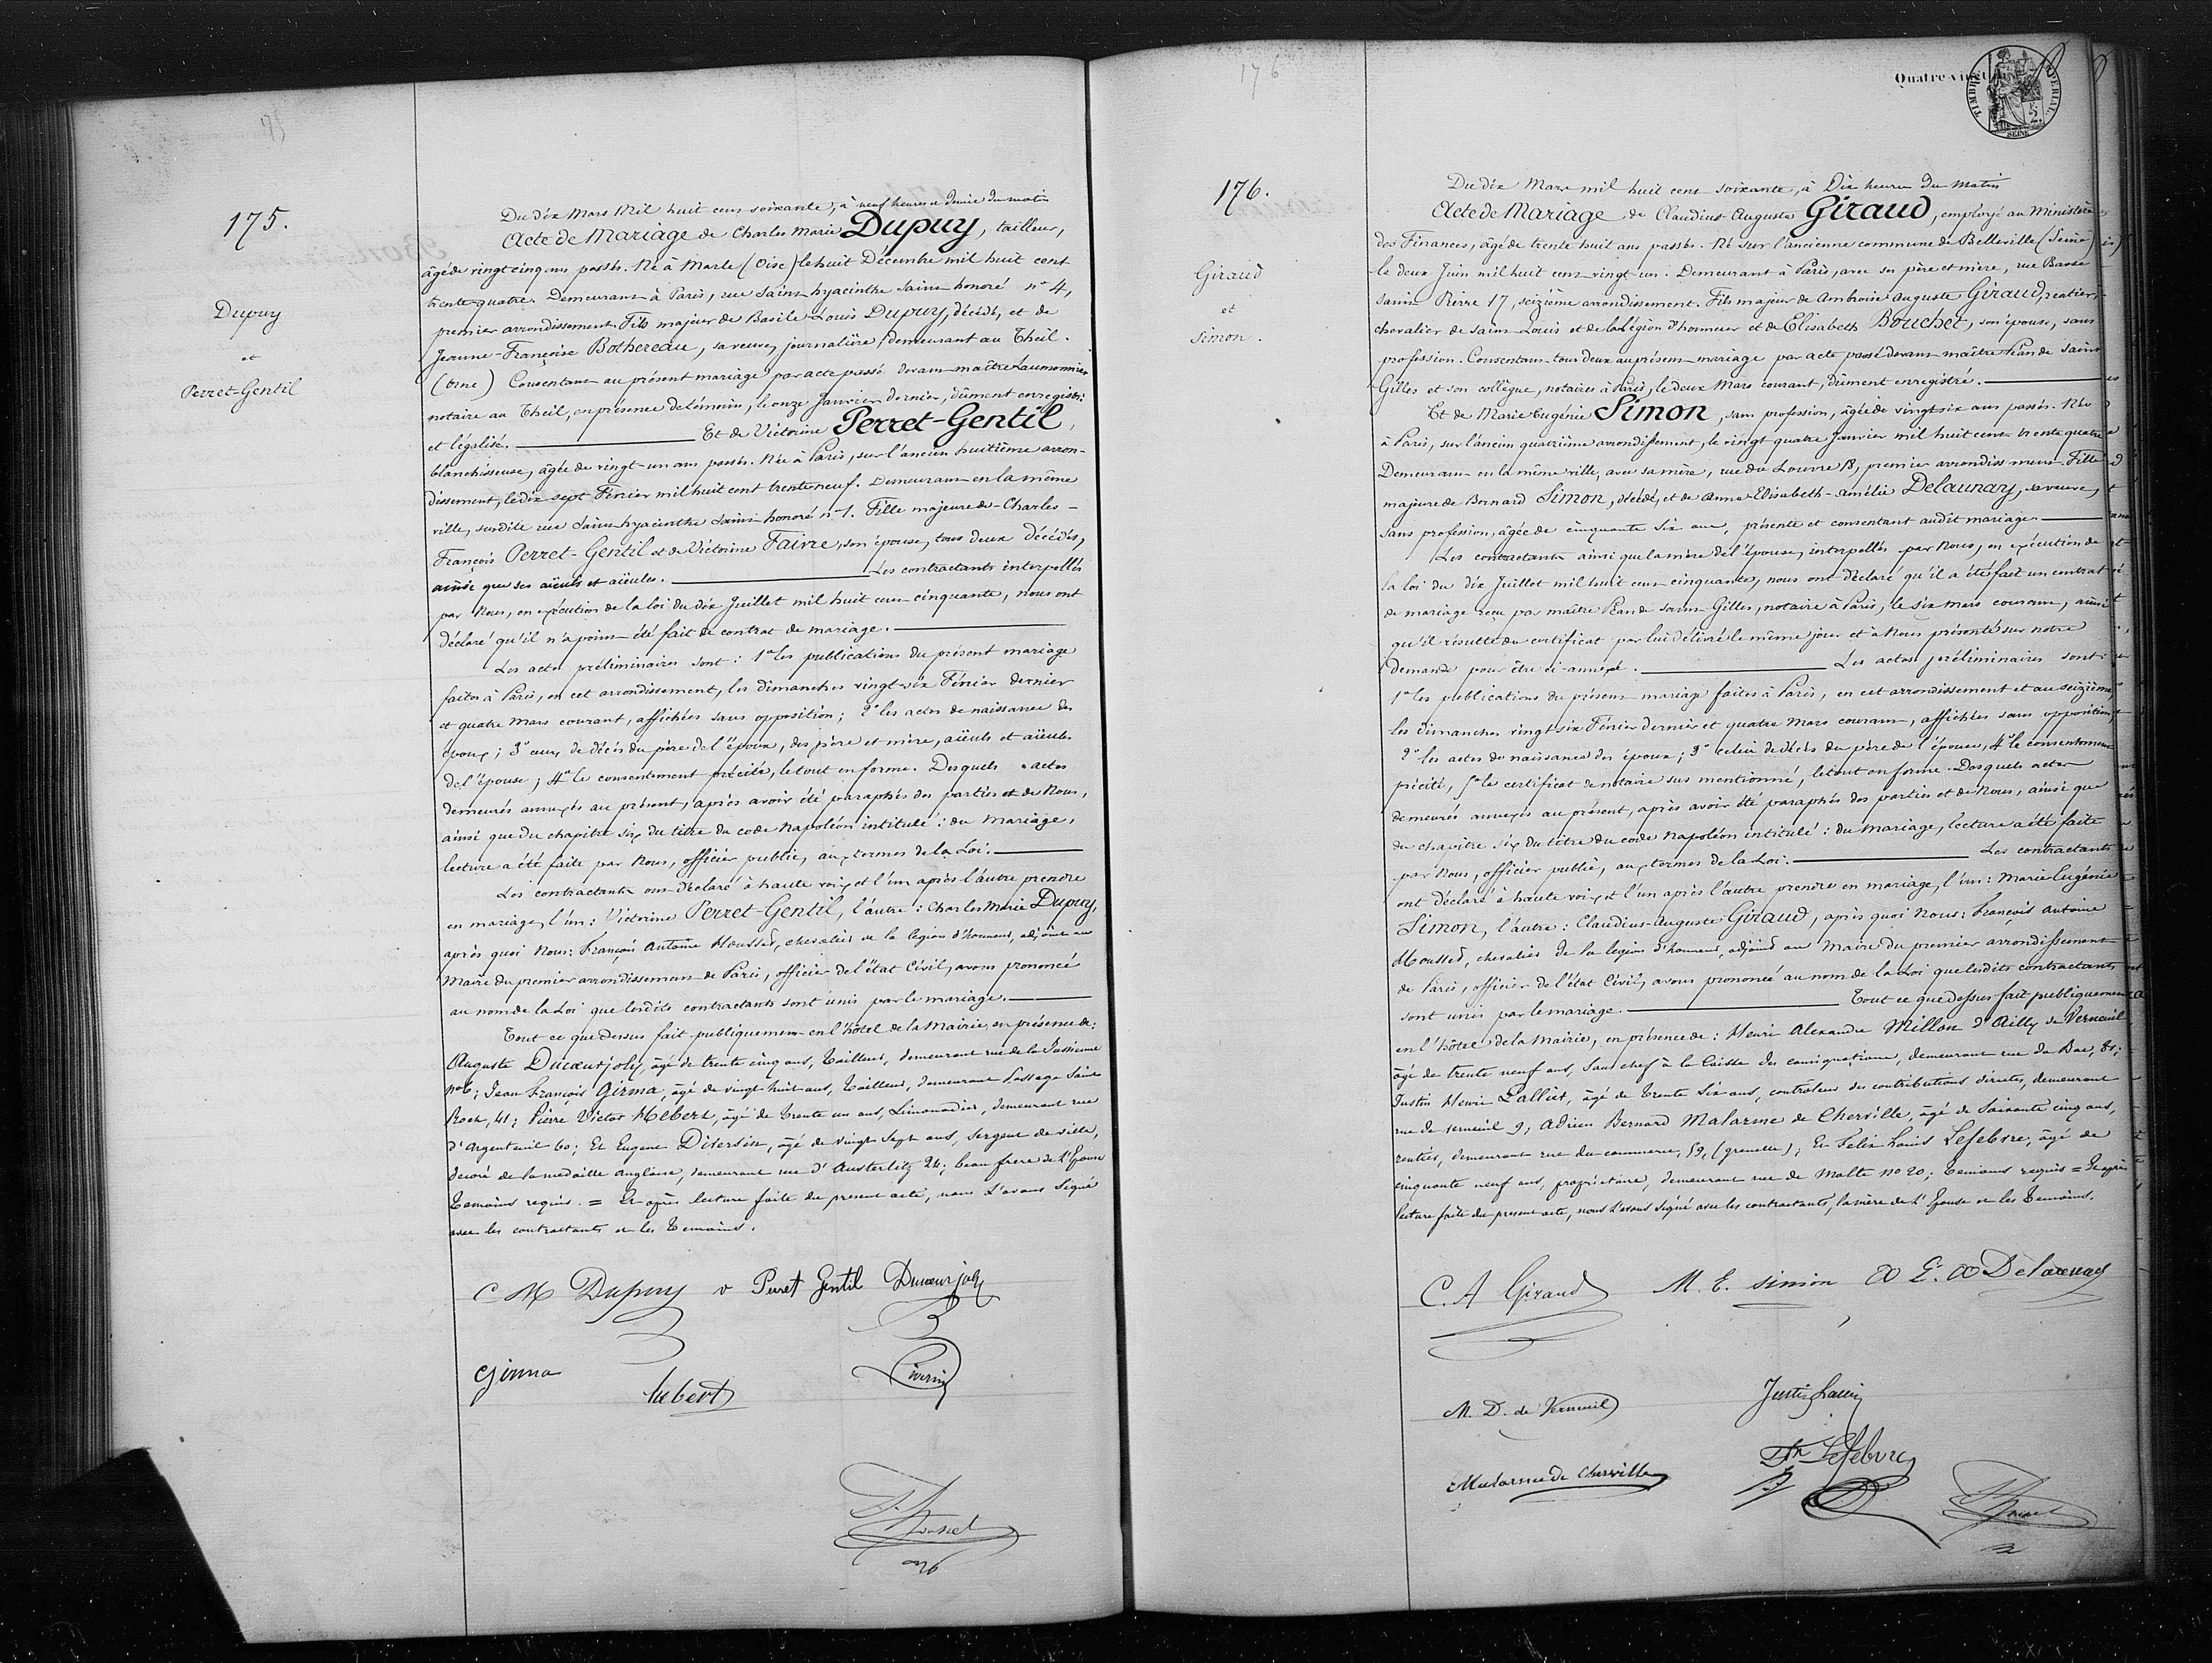 175.
Dupuy
et
Perret-Gentil
Du dix Mars Mil huit cent soixante, à neuf heures et demie du matin
Acte de Mariage de Charles Marie Dupuy, tailleur,
âgé de vingt cinq ans passés. Né à Marle (Oise) le huit Décembre mil huit cent
trente-quatre. Demeurant à Paris, rue Saint-hyacinthe Saint honoré n° 4,
premier arrondissement. Fils majeur de Basile-Louis Dupuy, décédé, et de
Jeanne-Françoise Bothereau, sa veuve, journalière, demeurant au Theil.
(Orne) Consentant au présent mariage par acte passé devant maître Laumonnier
notaire au Theil, en présence de témoins, le onze Janvier dernier, dûment enregistré
et légalisé. Et de Victorine Perret-Gentil,
blanchisseuse, âgée de vingt-un ans passés. Née à Paris, sur l'ancien huitième arron-
dissement, le dix sept Février mil huit cent trente neuf. Demeurant en la même
ville, susdite rue Saint-hyacinthe Saint-honoré n° 1. Fille majeure de Charles-
François Perret-Gentil et de Victorine Faivre, son épouse, tous deux décédés,
ainsi que ses aïeuls et aïeules. Les contractants interpellés
par Nous, en exécution de la loi du dix Juillet mil huit cent cinquante, nous ont
déclaré qu'il n'a point été fait de contrat de mariage.
Les actes préliminaires sont : 1° les publications du présent mariage
faites à Paris, en cet arrondissement, les dimanches vingt-six Février dernier
et quatre Mars courant, affichées sans opposition; 2° les actes de naissance des
époux; 3° ceux de décès du père de l'époux, des père et mère, aïeuls et aïeules
de l'épouse; 4° le consentement précité, le tout en forme. Desquels actes
demeurés annexés au présent, après avoir été paraphés des parties et de Nous,
ainsi que du chapitre six du titre du code Napoléon intitulé : du Mariage,
lecture a été faite par Nous, officier public, aux termes de la Loi.
Les contractants ont déclaré à haute voix et l'un après l'autre prendre
en mariage, l'un : Victorine Perret-Gentil, l'autre : Charles Marie Dupuy,
après quoi Nous : François Antoine Mousset, chevalier de la légion d'honneur, adjoint au
Maire du premier arrondissement de Paris, officier de l'état Civil, avons prononcé
au nom de la Loi que lesdits contractants sont unis par le mariage.
Tout ce que dessus fait publiquement en l'hôtel de la Mairie, en présence de :
Auguste Ducoeurjoly, âgé de trente cinq ans, Tailleur, demeurant rue de la Jussienne
n° 6; Jean François Girma, âgé de vingt huit ans, Tailleur, demeurant Passage Saint
Roch, 41; Pierre Victor Hebert, âgé de trente un ans, Limonadier, demeurant rue
d'Argenteuil 60; Et Eugene Diversin, âgé de vingt sept ans, Sergent de ville,
décoré de la médaille anglaise, demeurant rue d'Austerlitz 24; beau frere de l'Epouse
Temoins requis. = Et après lecture faite du present acte, nous l'avons signé
avec les contractants et les Temoins.
C M Dupuy v Perret Gentil Ducoeurjoly
Girma
hebert
Diversin
F. Mousset
176
176.
Giraud
et
Simon.
Quatre-vingt
TIMBRE IMPERIAL
SEINE
Du dix Mars mil huit cent soixante, à Dix heures du matin
Acte de Mariage de Claudius-Auguste Giraud, employé au Ministère
des Finances, âgé de trente huit ans passés. Né sur l'ancienne commune de Belleville (Seine)
le deux Juin mil huit cent vingt-un. Demeurant à Paris, avec ses père et mère, rue Basse
Saint Pierre 17, seizième arrondissement. Fils majeur de Ambroise Auguste Giraud, rentier,
chevalier de Saint-Louis et de la Légion d'honneur et de Elisabeth Bouchet, son épouse, sans
profession. Consentant tous deux au présent mariage par acte passé devant maître Péan de Saint
Gilles et son collègue, notaires à Paris, le deux Mars courant, dûment enregistré.
Et de Marie Eugénie Simon, sans profession, âgée de vingt six ans passés. Née
à Paris, sur l'ancien quatrième arrondissement, le vingt quatre Janvier mil huit cent trente quatre
Demeurant en la même ville, avec sa mère, rue du Louvre 18, premier arrondissement. Fille
majeure de Bernard Simon, décédé, et de Anne-Elisabeth-Amélie Delaunay, sa veuve,
sans profession, âgée de cinquante six ans, présente et consentant audit mariage.
Les contractants ainsi que la mère de l'épouse, interpellés par Nous, en exécution de
la loi du dix Juillet mil huit cent cinquante, nous ont déclaré qu'il a été fait un contrat
de mariage reçu par maître Péan de Saint-Gilles, notaire à Paris, le six mars courant, ainsi
qu'il résulte du certificat par lui délivré le même jour et à Nous présenté sur notre
demande pour être ci-annexé. Les actes préliminaires sont :
1° les publications du présent mariage faites à Paris, en cet arrondissement et au seizième,
les dimanches vingt six Février dernier et quatre Mars courant, affichées sans opposition,
2° les actes de naissance des époux; 3° celui de décès du père de l'épouse, 4° le consentement
précité, 5° le certificat de notaire sus mentionné, le tout en forme. Desquels actes
demeurés annexés au présent, après avoir été paraphés des parties et de Nous, ainsi que
du chapitre six du titre du code Napoléon intitulé : du Mariage, lecture a été faite
par Nous, officier public, aux termes de la Loi. Les contractants
ont déclaré à haute voix et l'un après l'autre prendre en mariage, l'un : Marie Eugénie
Simon, l'autre : Claudius-Auguste Giraud, après quoi Nous : François Antoine
Mousset, chevalier de la légion d'honneur, adjoint au Maire du premier arrondissement
de Paris, officier de l'état Civil, avons prononcé au nom de la Loi que lesdits contractants
sont unis par le mariage. Tout ce que dessus fait publiquement
en l'hôtel de la Mairie, en présence de : Henri Alexandre Millon d'Ailly de Verneuil
âgé de trente neuf ans, Sous chef à la Caisse des consignations, demeurant rue du Bac, 81;
Justin Henri Lallier, âgé de trente six ans, controleur des contributions directes, demeurant
rue de verneuil 9; Adrien Bernard Malarme de Cherville, âgé de soixante cinq ans,
rentier, demeurant rue du commerce, 59, (grenelle); Et Felix Louis Lefebvre, âgé de
cinquante neuf ans, propriétaire, demeurant rue de Malte n° 20; Temoins requis = Et après
lecture faite du present acte, nous l'avons signé avec les contractants, la mère de l'Epouse et les Temoins.
C. A Giraud M. E. simon A E. A Delaunay
M. D. de Verneuil
Malarme de Cherville
Lefebvre